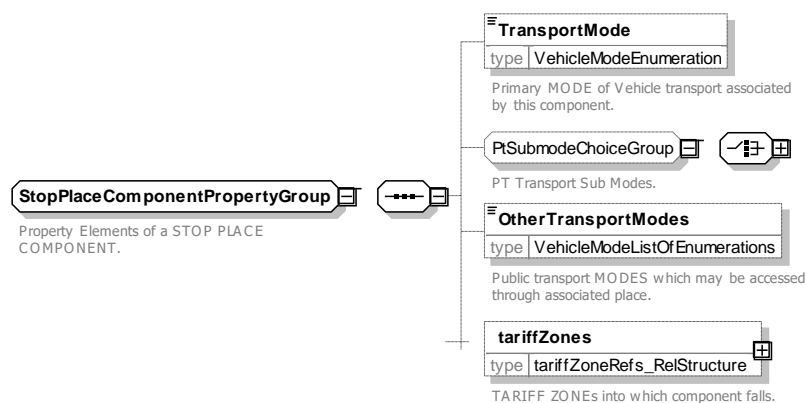 TransportMode
type VehicleModeEnumeration
Primary MODE of Vehicle transport associated
by this component.
PtSubmodeChoiceGroup
PT Transport Sub Modes.
StopPlaceComponentPropertyGroup
Property Elements of a STOP PLACE
COMPONENT.
OtherTransportModes
type VehicleModeListOfEnumerations
Public transport MODES which may be accessed
through associated place.
tariffZones
type tariffZoneRefs_RelStructure
TARIFF ZONEs into which component falls.